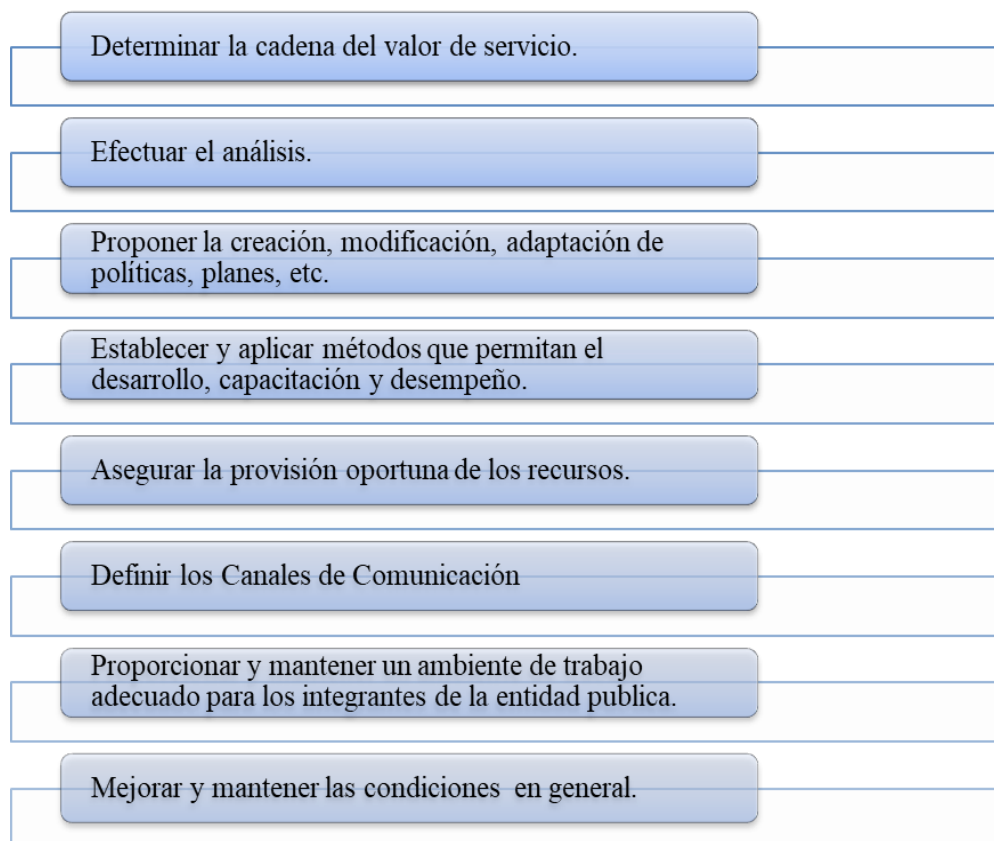 Determinar la cadena del valor de servicio.
Efectuar el análisis.
Proponer la creación, modificación, adaptación de
políticas, planes, etc.
Establecer y aplicar métodos que permitan el
desarrollo, capacitación y desempeño.
Asegurar la provisión oportuna de los recursos.
Definir los Canales de Comunicación
Proporcionar y mantener un ambiente de trabajo
adecuado para los integrantes de la entidad publica.
Mejorar y mantener las condiciones en general.